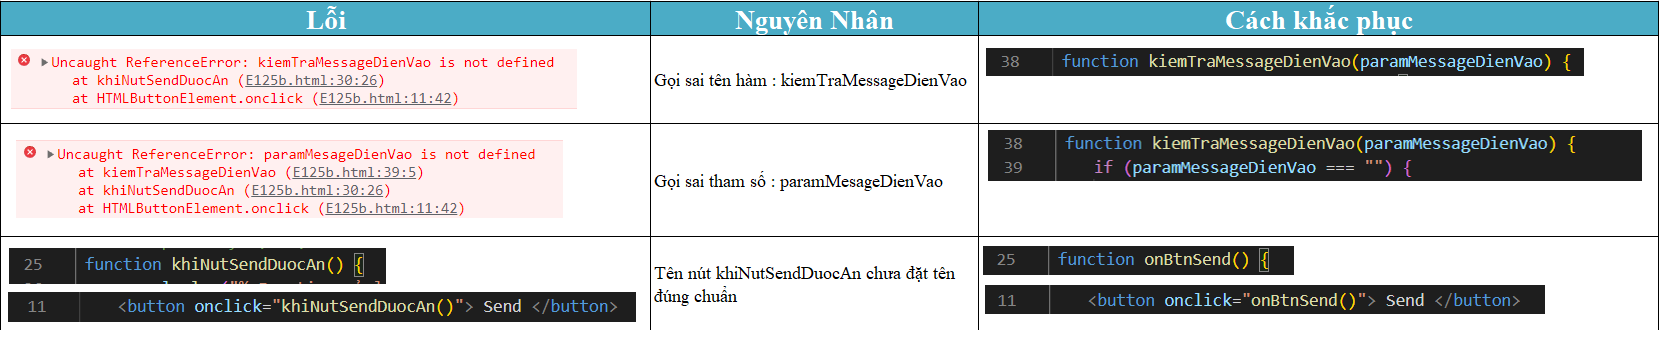 Lỗi
Nguyên Nhân
Cách khắc phục
Uncaught ReferenceError: kiemTraMessageDienVao is not defined
at khiNutSendDuocAn (E125b.html:30:26)
at HTMLButtonElement.onclick (E125b.html:11:42)
Gọi sai tên hàm : kiemTraMessageDienVao
38 function kiemTraMessageDienVao(paramMessageDienVao) {
Uncaught ReferenceError: paramMesageDienVao is not defined
at kiemTraMessageDienVao (E125b.html:39:5)
at khiNutSendDuocAn (E125b.html:30:26)
at HTMLButtonElement.onclick (E125b.html:11:42)
Gọi sai tham số : paramMesageDienVao
38 function kiemTraMessageDienVao(paramMessageDienVao) {
39 if (paramMessageDienVao === "") {
25 function khiNutSendDuocAn() {
11 <button onclick="khiNutSendDuocAn()"> Send </button>
Tên nút khiNutSendDuocAn chưa đặt tên
đúng chuẩn
25 function onBtnSend() {
11 <button onclick="onBtnSend()"> Send </button>